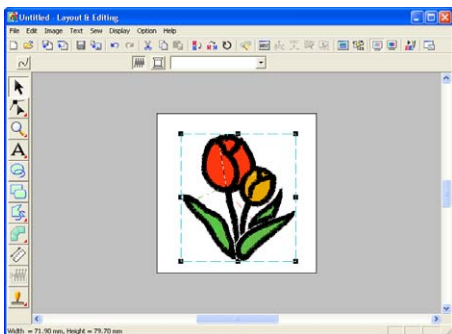 Untitled - Layout & Editing
File Edit Image Text Sew Display Option Help
A
Width = 71.90 mm, Height = 79.70 mm